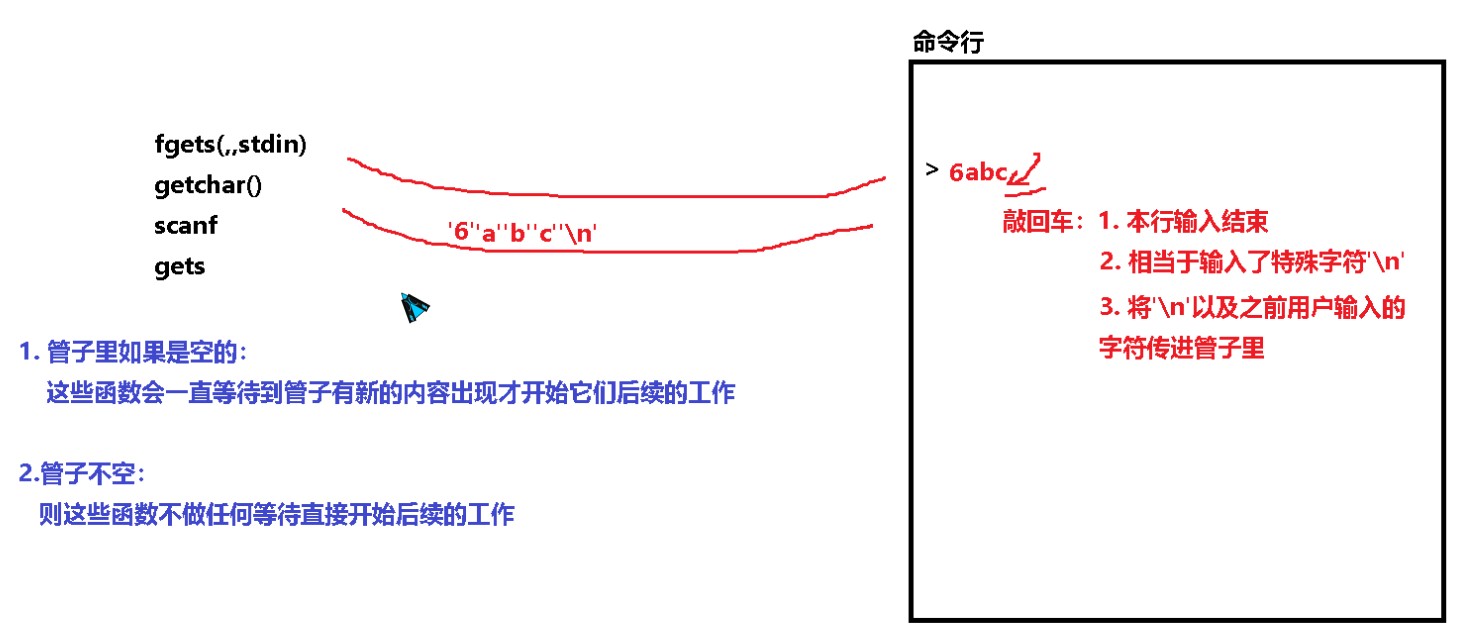 命令行
fgets(,,stdin)
getchar()
scanf
gets
'6''a''b''c''\n'
> 6abc
敲回车：1. 本行输入结束
2. 相当于输入了特殊字符'\n'
3. 将'\n'以及之前用户输入的
字符传进管子里
1. 管子里如果是空的：
这些函数会一直等待到管子有新的内容出现才开始它们后续的工作
2.管子不空：
则这些函数不做任何等待直接开始后续的工作